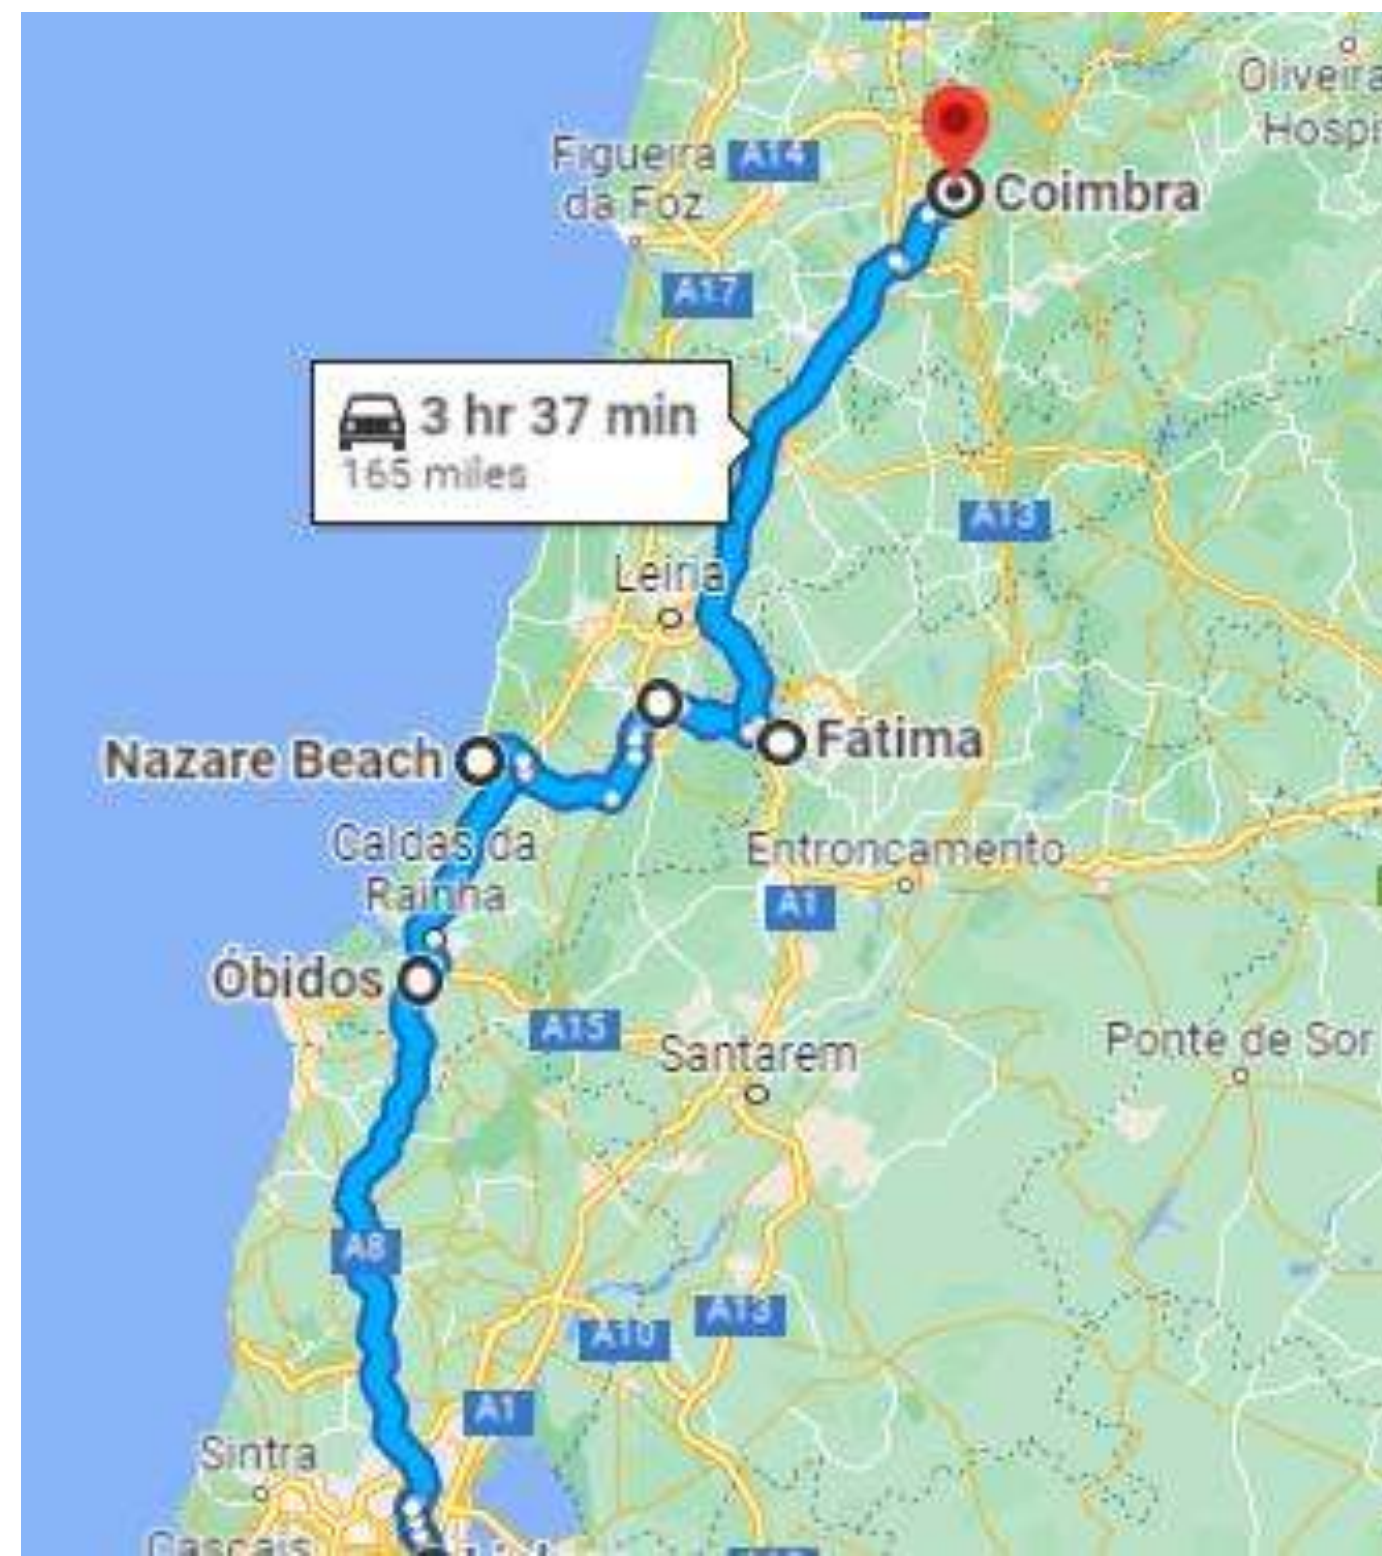 Oliveira
Hospi
Figueira
da Foz
A14
Coimbra
A17
3 hr 37 min
165 miles
A13
Leiria
Nazare Beach
Fátima
Caldas da
Rainha
Entroncamento
A1
Óbidos
A15
Santarem
Ponte de Sor
A8
A13
A10
A1
Sintra
Cascais